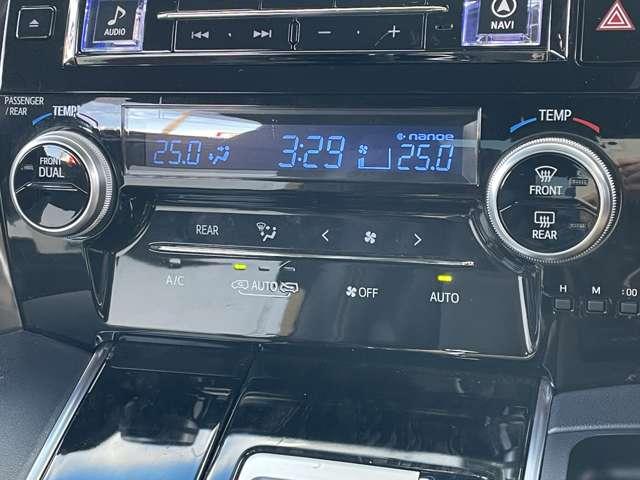 AUDIO
NAVI
PASSENGER
/ REAR
TEMP
FRONT
DUAL
25.0 3:29 nanoe 25.0
TEMP
FRONT
REAR
REAR
A/C
AUTO
OFF
AUTO
H M :00